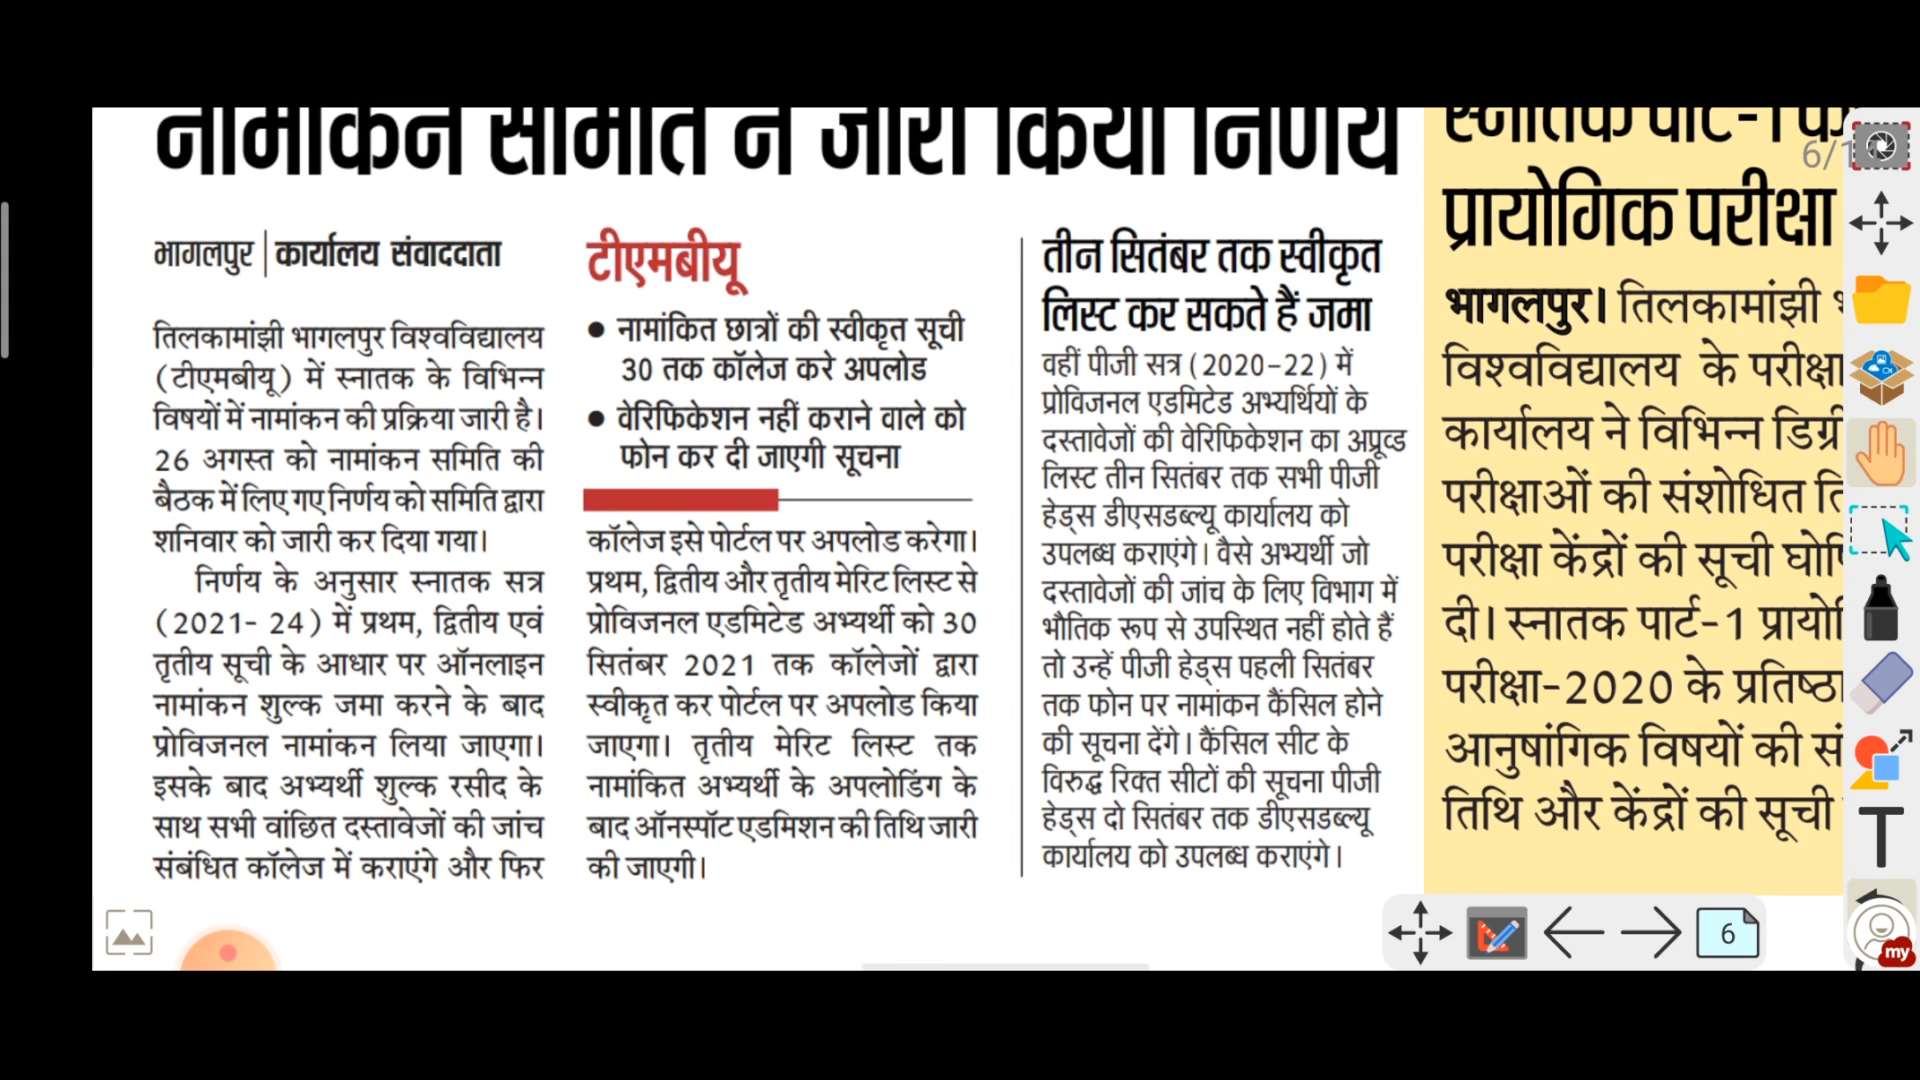 नामांकन समिति ने जारी किया निर्णय
भागलपुर | कार्यालय संवाददाता
तिलकामांझी भागलपुर विश्वविद्यालय
(टीएमबीयू) में स्नातक के विभिन्न
विषयों में नामांकन की प्रक्रिया जारी है।
26 अगस्त को नामांकन समिति की
बैठक में लिए गए निर्णय को समिति द्वारा
शनिवार को जारी कर दिया गया।
निर्णय के अनुसार स्नातक सत्र
(2021- 24) में प्रथम, द्वितीय एवं
तृतीय सूची के आधार पर ऑनलाइन
नामांकन शुल्क जमा करने के बाद
प्रोविजनल नामांकन लिया जाएगा।
इसके बाद अभ्यर्थी शुल्क रसीद के
साथ सभी वांछित दस्तावेजों की जांच
संबंधित कॉलेज में कराएंगे और फिर
टीएमबीयू
• नामांकित छात्रों की स्वीकृत सूची
30 तक कॉलेज करे अपलोड
• वेरिफिकेशन नहीं कराने वाले को
फोन कर दी जाएगी सूचना
कॉलेज इसे पोर्टल पर अपलोड करेगा।
प्रथम, द्वितीय और तृतीय मेरिट लिस्ट से
प्रोविजनल एडमिटेड अभ्यर्थी को 30
सितंबर 2021 तक कॉलेजों द्वारा
स्वीकृत कर पोर्टल पर अपलोड किया
जाएगा। तृतीय मेरिट लिस्ट तक
नामांकित अभ्यर्थी के अपलोडिंग के
बाद ऑनस्पॉट एडमिशन की तिथि जारी
की जाएगी।
तीन सितंबर तक स्वीकृत
लिस्ट कर सकते हैं जमा
वहीं पीजी सत्र (2020-22) में
प्रोविजनल एडमिटेड अभ्यर्थियों के
दस्तावेजों की वेरिफिकेशन का अप्रूव्ड
लिस्ट तीन सितंबर तक सभी पीजी
हेड्स डीएसडब्ल्यू कार्यालय को
उपलब्ध कराएंगे। वैसे अभ्यर्थी जो
दस्तावेजों की जांच के लिए विभाग में
भौतिक रूप से उपस्थित नहीं होते हैं
तो उन्हें पीजी हेड्स पहली सितंबर
तक फोन पर नामांकन कैंसिल होने
की सूचना देंगे। कैंसिल सीट के
विरुद्ध रिक्त सीटों की सूचना पीजी
हेड्स दो सितंबर तक डीएसडब्ल्यू
कार्यालय को उपलब्ध कराएंगे।
स्नातक पार्ट-1 क
प्रायोगिक परीक्षा
भागलपुर। तिलकामांझी
विश्वविद्यालय के परीक्षा
कार्यालय ने विभिन्न डिग्री
परीक्षाओं की संशोधित ति
परीक्षा केंद्रों की सूची घोषि
दी। स्नातक पार्ट-1 प्रायो
परीक्षा-2020 के प्रतिष्ठा
आनुषांगिक विषयों की सं
तिथि और केंद्रों की सूची
6/1
T
6
my